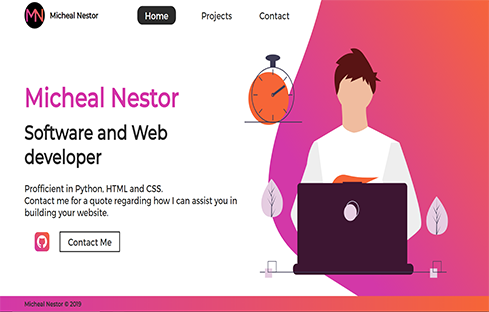 MN Micheal Nestor Home Projects Contact
Micheal Nestor
Software and Web
developer
Profficient in Python, HTML and CSS.
Contact me for a quote regarding how I can assist you in
building your website.
Contact Me
Micheal Nestor © 2019